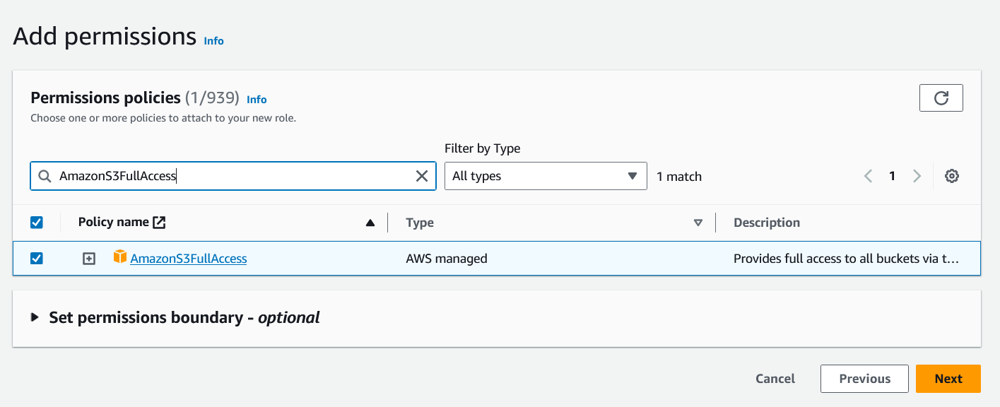 Add permissions Info
Permissions policies (1/939) Info
Choose one or more policies to attach to your new role.
Filter by Type
AmazonS3FullAccess
All types
1 match
1
Policy name
Type
Description
AmazonS3FullAccess
AWS managed
Provides full access to all buckets via t...
Set permissions boundary - optional
Cancel
Previous
Next